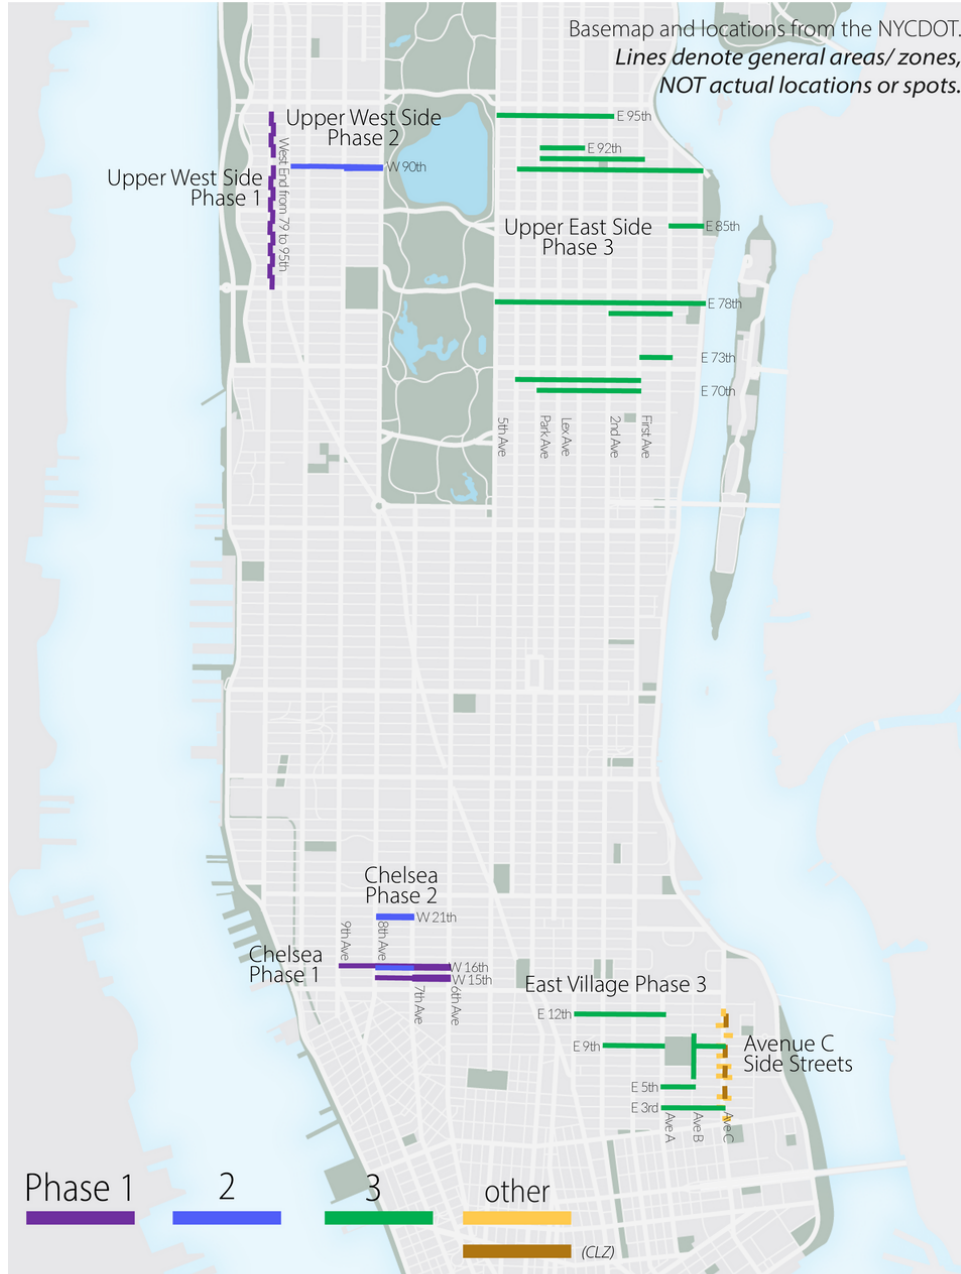 Basemap and locations from the NYCDOT.
Lines denote general areas/ zones,
NOT actual locations or spots.
Upper West Side
Phase 2
E 95th
E 92th
W 90th
West End from 79 to 95th
Upper West Side
Phase 1
Upper East Side
Phase 3
E 85th
E 78th
E 73th
E 70th
5th Ave
Park Ave
Lex Ave
2nd Ave
First Ave
Chelsea
Phase 2
W 21th
9th Ave
8th Ave
Chelsea
Phase 1
W 16th
W 15th
7th Ave
6th Ave
East Village Phase 3
E 12th
E 9th
Avenue C
Side Streets
E 5th
E 3rd
Ave A
Ave B
Ave C
Phase 1
2
3
other
(CLZ)